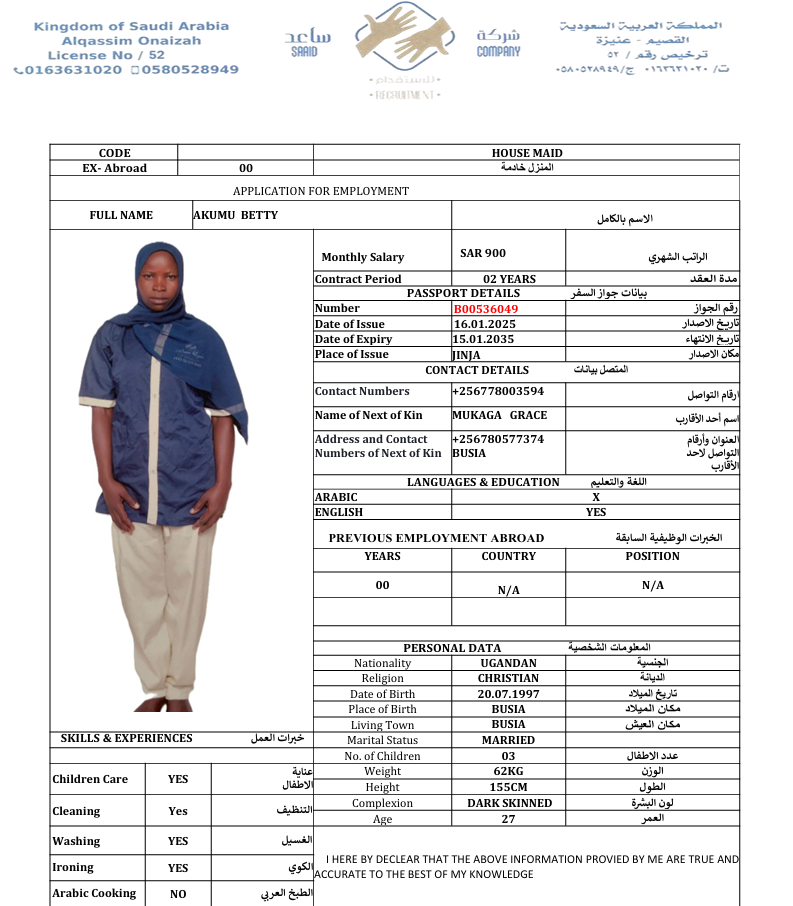 Kingdom of Saudi Arabia
Alqassim Onaizah
License No / 52
0163631020 0580528949
ساعد
SAAID
شركة
COMPANY
للاستقدام
RECRUITMENT
المملكة العربية السعودية
القصيم - عنيزة
ترخيص رقم / ٥٢
ت/ ٠١٦٣٦٣١٠٢٠ ج/٠٥٨٠٥٢٨٩٤٩
CODE HOUSE MAID
EX- Abroad 00 المنزل خادمة
APPLICATION FOR EMPLOYMENT
FULL NAME AKUMU BETTY الاسم بالكامل
Monthly Salary SAR 900 الراتب الشهري
Contract Period 02 YEARS مدة العقد
PASSPORT DETAILS بيانات جواز السفر
Number B00536049 رقم الجواز
Date of Issue 16.01.2025 تاريخ الاصدار
Date of Expiry 15.01.2035 تاريخ الانتهاء
Place of Issue JINJA مكان الاصدار
CONTACT DETAILS المتصل بيانات
Contact Numbers +256778003594 ارقام التواصل
Name of Next of Kin MUKAGA GRACE اسم أحد الأقارب
Address and Contact +256780577374 العنوان وأرقام
Numbers of Next of Kin BUSIA التواصل لاحد
الأقارب
LANGUAGES & EDUCATION اللغة والتعليم
ARABIC X
ENGLISH YES
PREVIOUS EMPLOYMENT ABROAD الخبرات الوظيفية السابقة
YEARS COUNTRY POSITION
00 N/A N/A
PERSONAL DATA المعلومات الشخصية
Nationality UGANDAN الجنسية
Religion CHRISTIAN الديانة
Date of Birth 20.07.1997 تاريخ الميلاد
Place of Birth BUSIA مكان الميلاد
Living Town BUSIA مكان العيش
Marital Status MARRIED
No. of Children 03 عدد الاطفال
Weight 62KG الوزن
Height 155CM الطول
Complexion DARK SKINNED لون البشرة
Age 27 العمر
SKILLS & EXPERIENCES خبرات العمل
Children Care YES عناية
الاطفال
Cleaning Yes التنظيف
Washing YES الغسيل
Ironing YES الكوي
Arabic Cooking NO الطبخ العربي
I HERE BY DECLEAR THAT THE ABOVE INFORMATION PROVIED BY ME ARE TRUE AND
ACCURATE TO THE BEST OF MY KNOWLEDGE